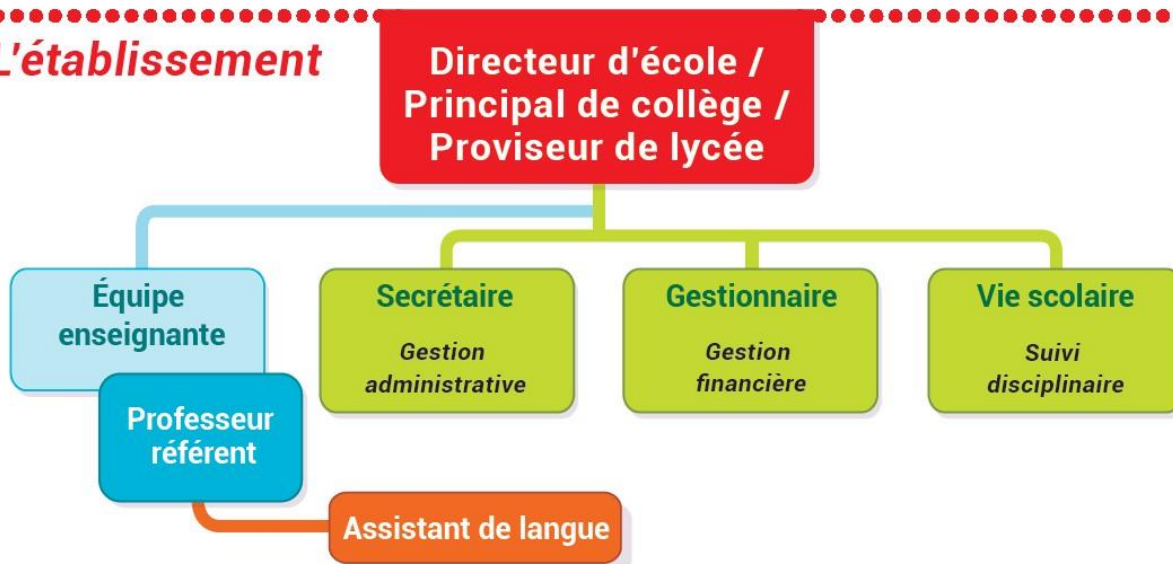 L'établissement
Directeur d'école /
Principal de collège /
Proviseur de lycée
Équipe
enseignante
Secrétaire
Gestion
administrative
Gestionnaire
Gestion
financière
Vie scolaire
Suivi
disciplinaire
Professeur
référent
Assistant de langue